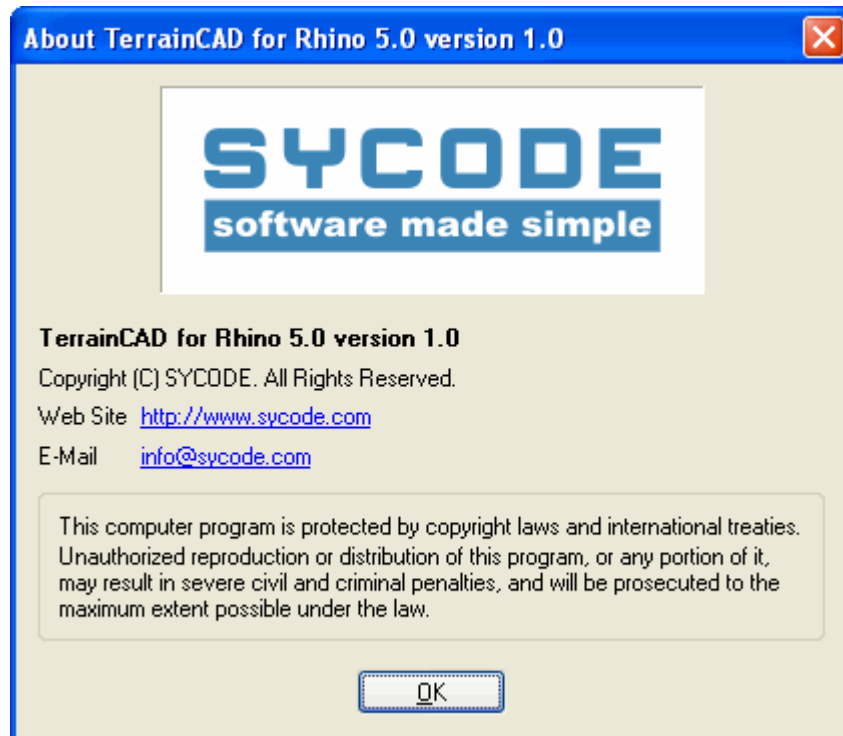 About TerrainCAD for Rhino 5.0 version 1.0
SYCODE
software made simple
TerrainCAD for Rhino 5.0 version 1.0
Copyright (C) SYCODE. All Rights Reserved.
Web Site http://www.sycode.com
E-Mail info@sycode.com
This computer program is protected by copyright laws and international treaties.
Unauthorized reproduction or distribution of this program, or any portion of it,
may result in severe civil and criminal penalties, and will be prosecuted to the
maximum extent possible under the law.
OK